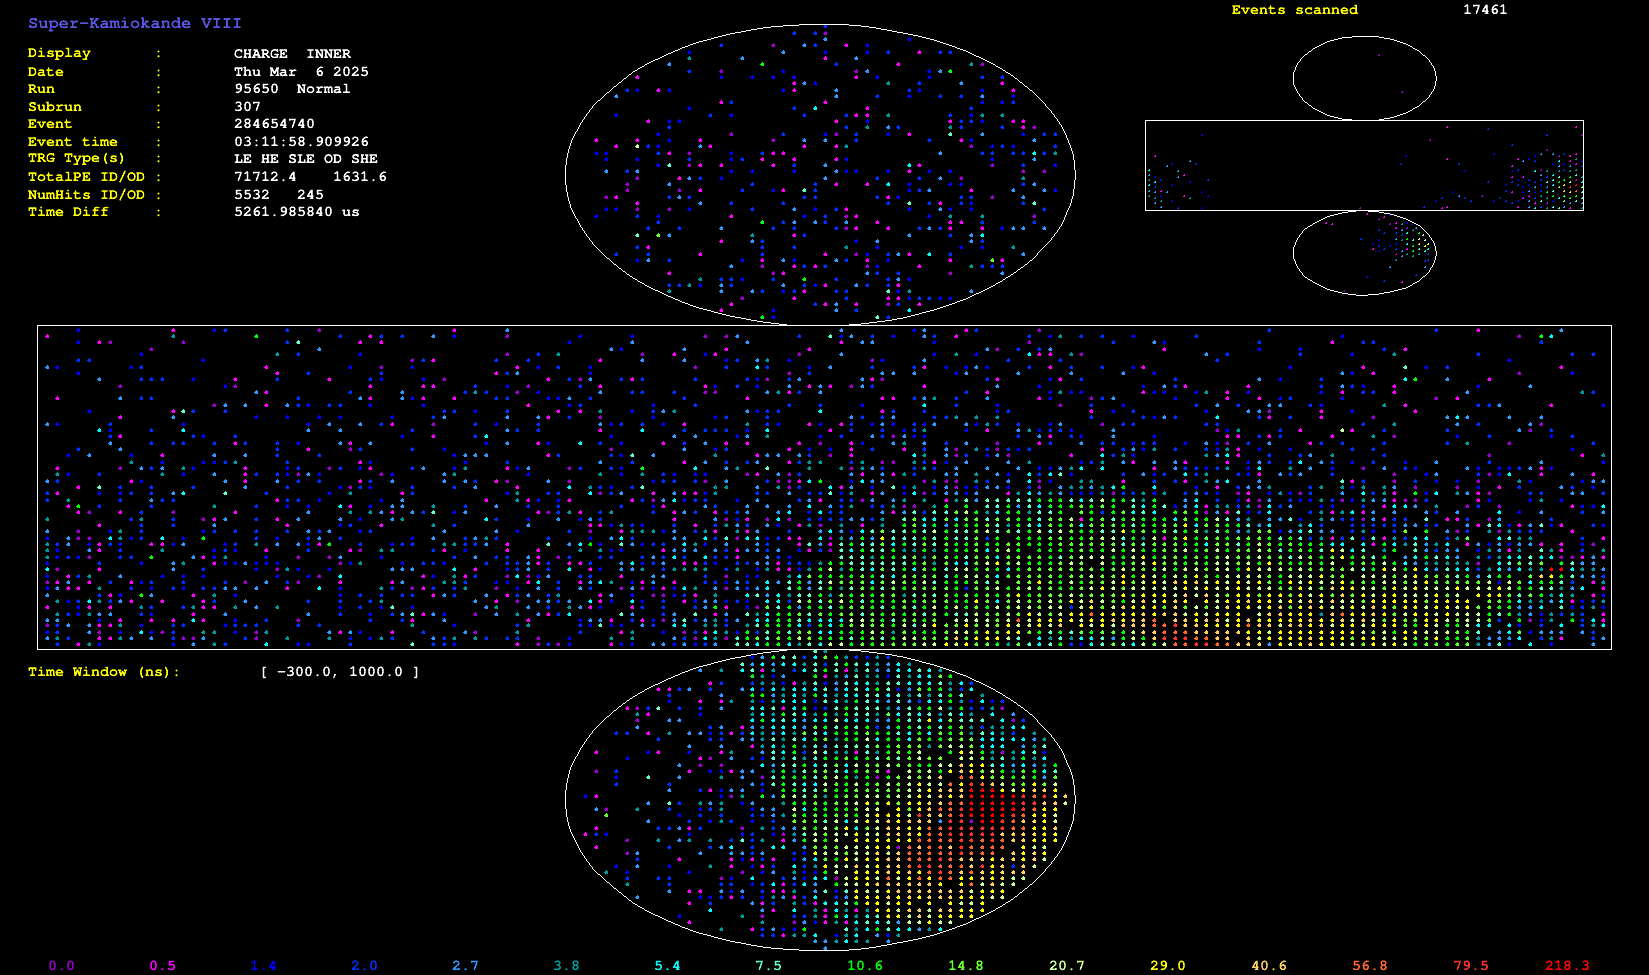 Super-Kamiokande VIII
Events scanned 17461
Display : CHARGE INNER
Date : Thu Mar 6 2025
Run : 95650 Normal
Subrun : 307
Event : 284654740
Event time : 03:11:58.909926
TRG Type(s) : LE HE SLE OD SHE
TotalPE ID/OD : 71712.4 1631.6
NumHits ID/OD : 5532 245
Time Diff : 5261.985840 us
Time Window (ns): [ -300.0, 1000.0 ]
0.0 0.5 1.4 2.0 2.7 3.8 5.4 7.5 10.6 14.8 20.7 29.0 40.6 56.8 79.5 218.3